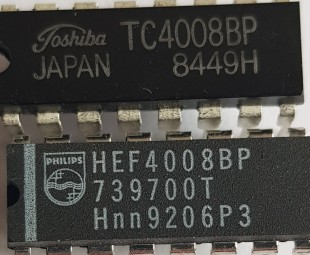 Toshiba TC4008BP
JAPAN 8449H
PHILIPS HEF4008BP
739700T
Hnn9206P3